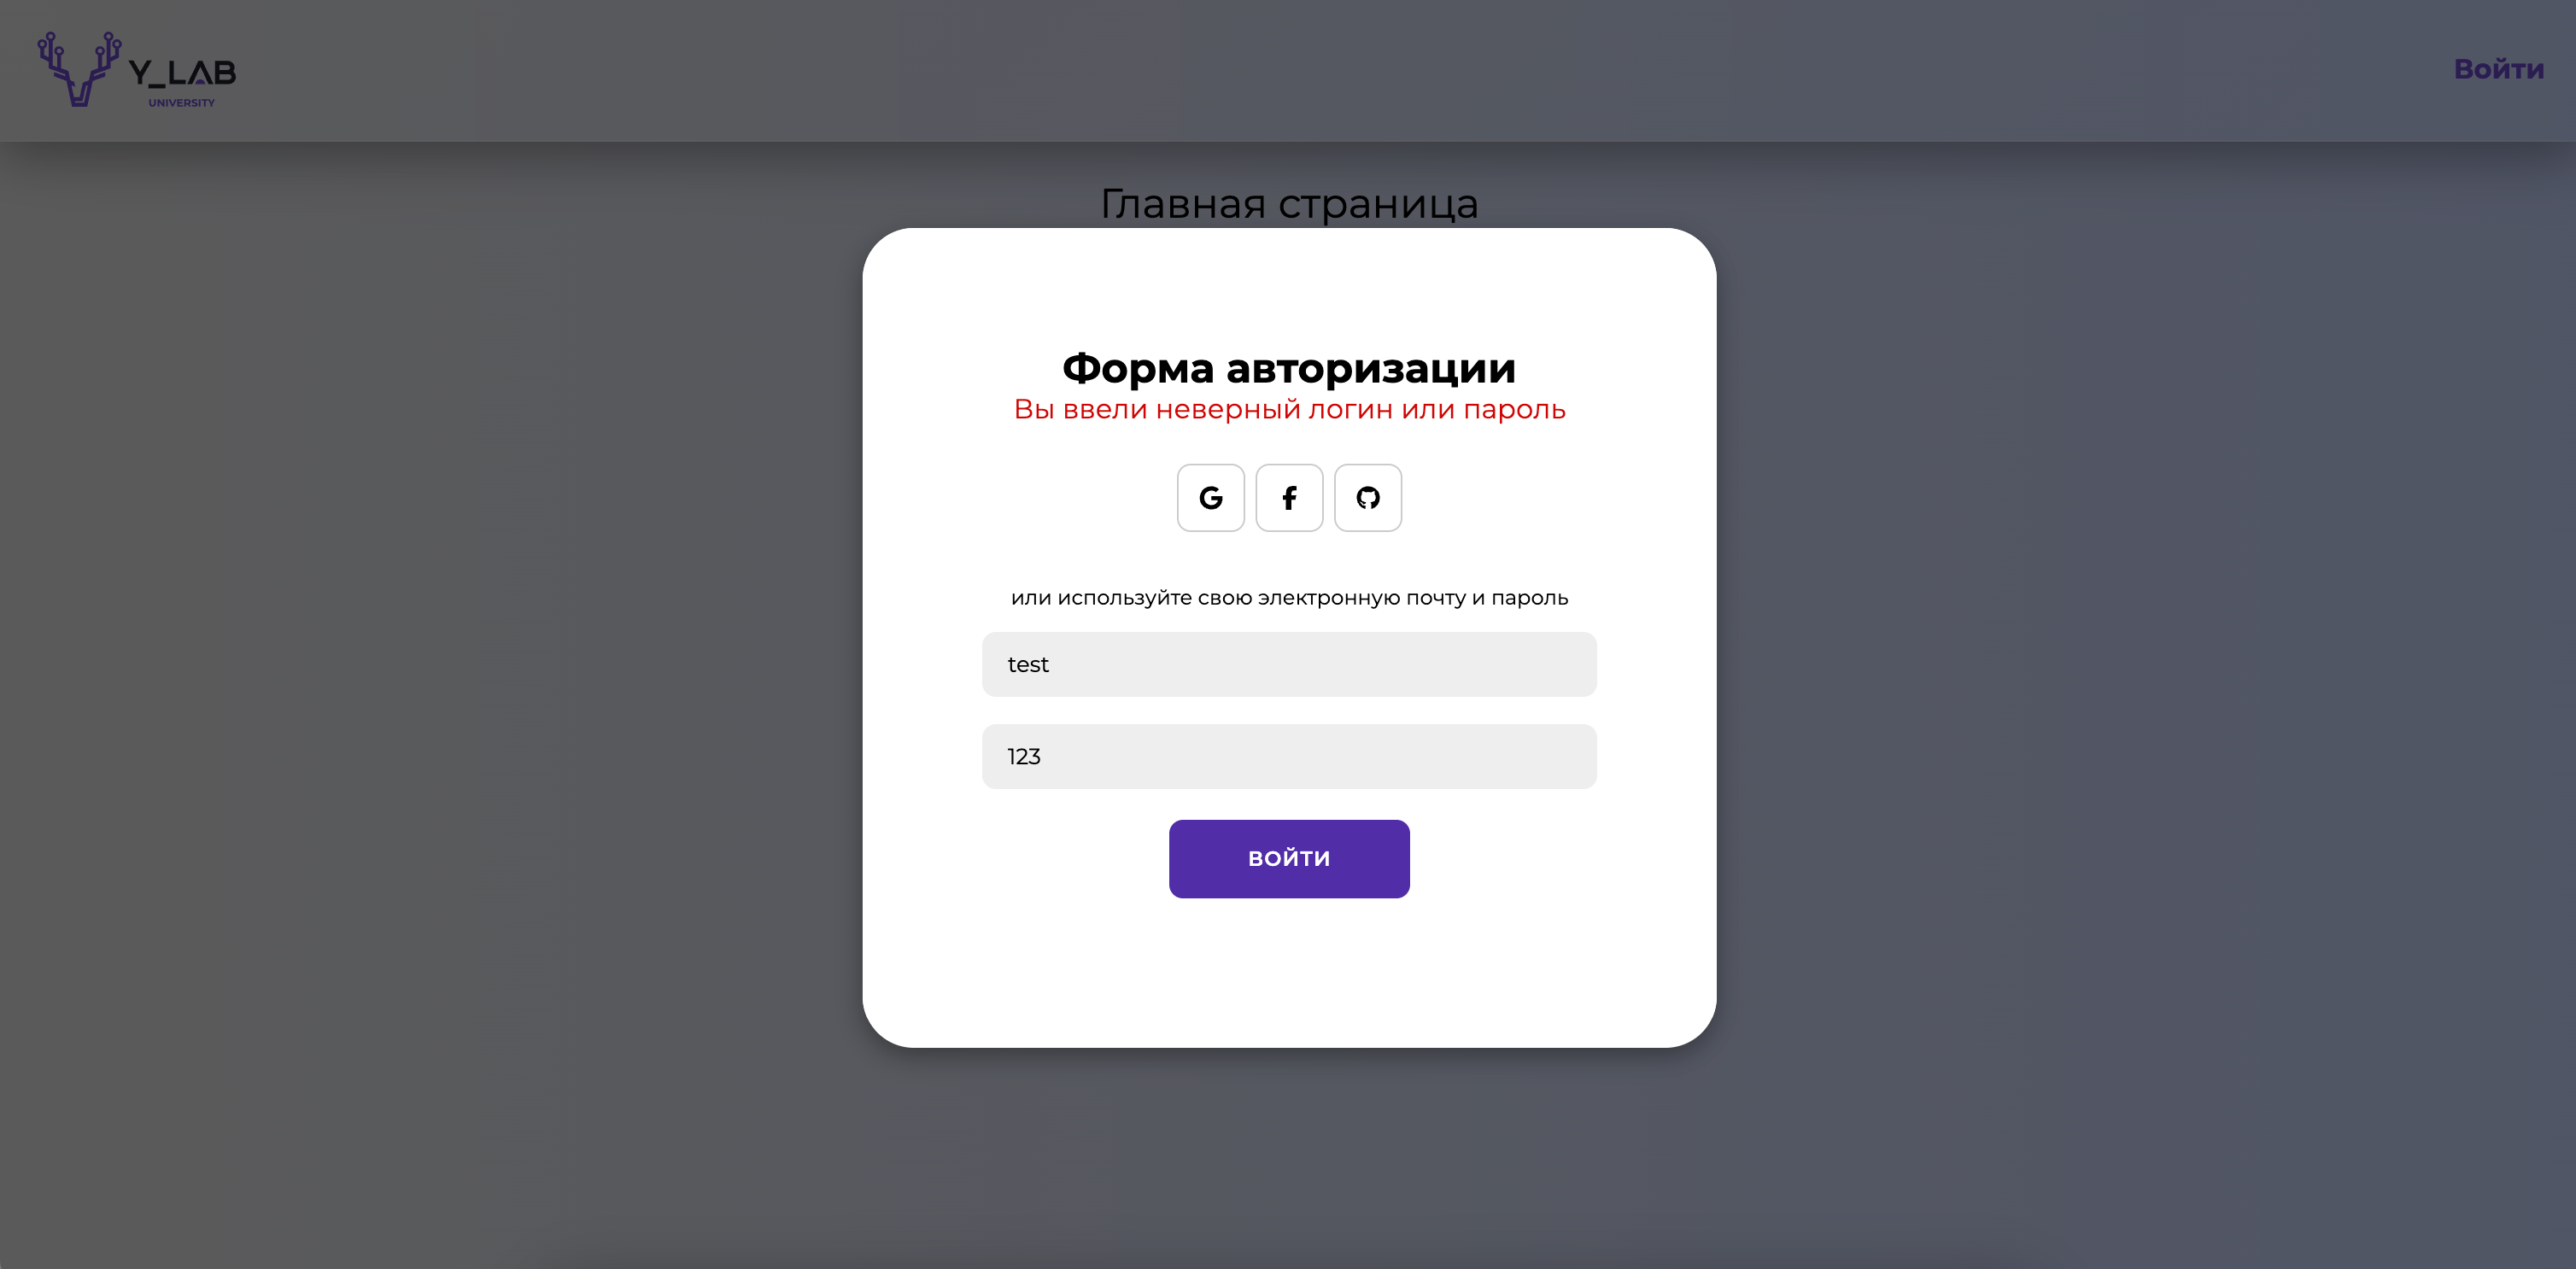 Y_LAB
UNIVERSITY
Войти
Главная страница
Форма авторизации
Вы ввели неверный логин или пароль
или используйте свою электронную почту и пароль
test
123
ВОЙТИ